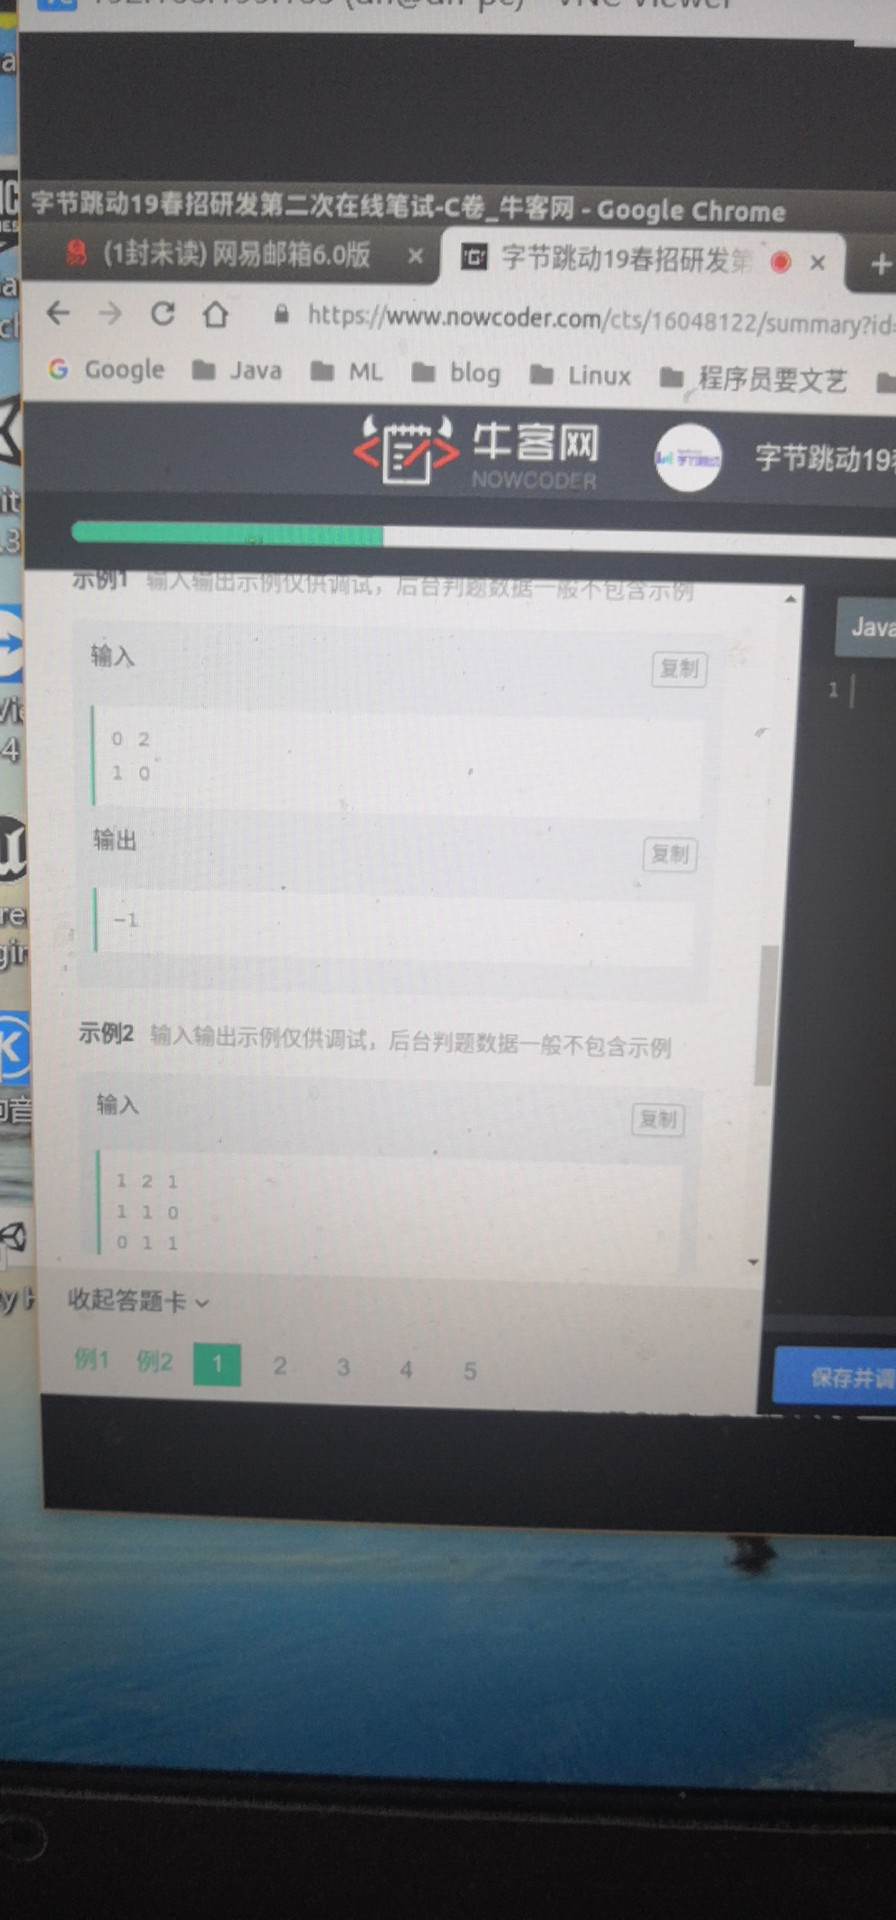 字节跳动19春招研发第二次在线笔试-C卷_牛客网 - Google Chrome
(1封未读) 网易邮箱6.0版
字节跳动19春招研发第
https://www.nowcoder.com/cts/16048122/summary?id=
Google Java ML blog Linux 程序员要文艺
牛客网
NOWCODER
字节跳动19春
示例1 输入输出示例仅供调试，后台判题数据一般不包含示例
Java
输入
复制
1
0 2
1 0
输出
复制
-1
示例2 输入输出示例仅供调试，后台判题数据一般不包含示例
输入
复制
1 2 1
1 1 0
0 1 1
收起答题卡
例1 例2 1 2 3 4 5
保存并调